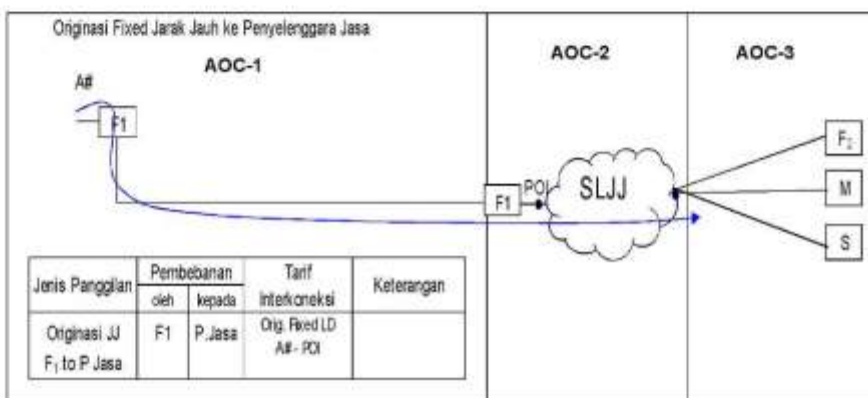 Originasi Fixed Jarak Jauh ke Penyelenggara Jasa
AOC-1
AOC-2
AOC-3
A#
F1
F1
POI
SLJJ
F2
M
S
Jenis Panggilan
Pembebanan
oleh
kepada
Tarif
Interkoneksi
Keterangan
Originasi JJ
F1 to P Jasa
F1
P.Jasa
Orig. Fixed LD
A# - POI